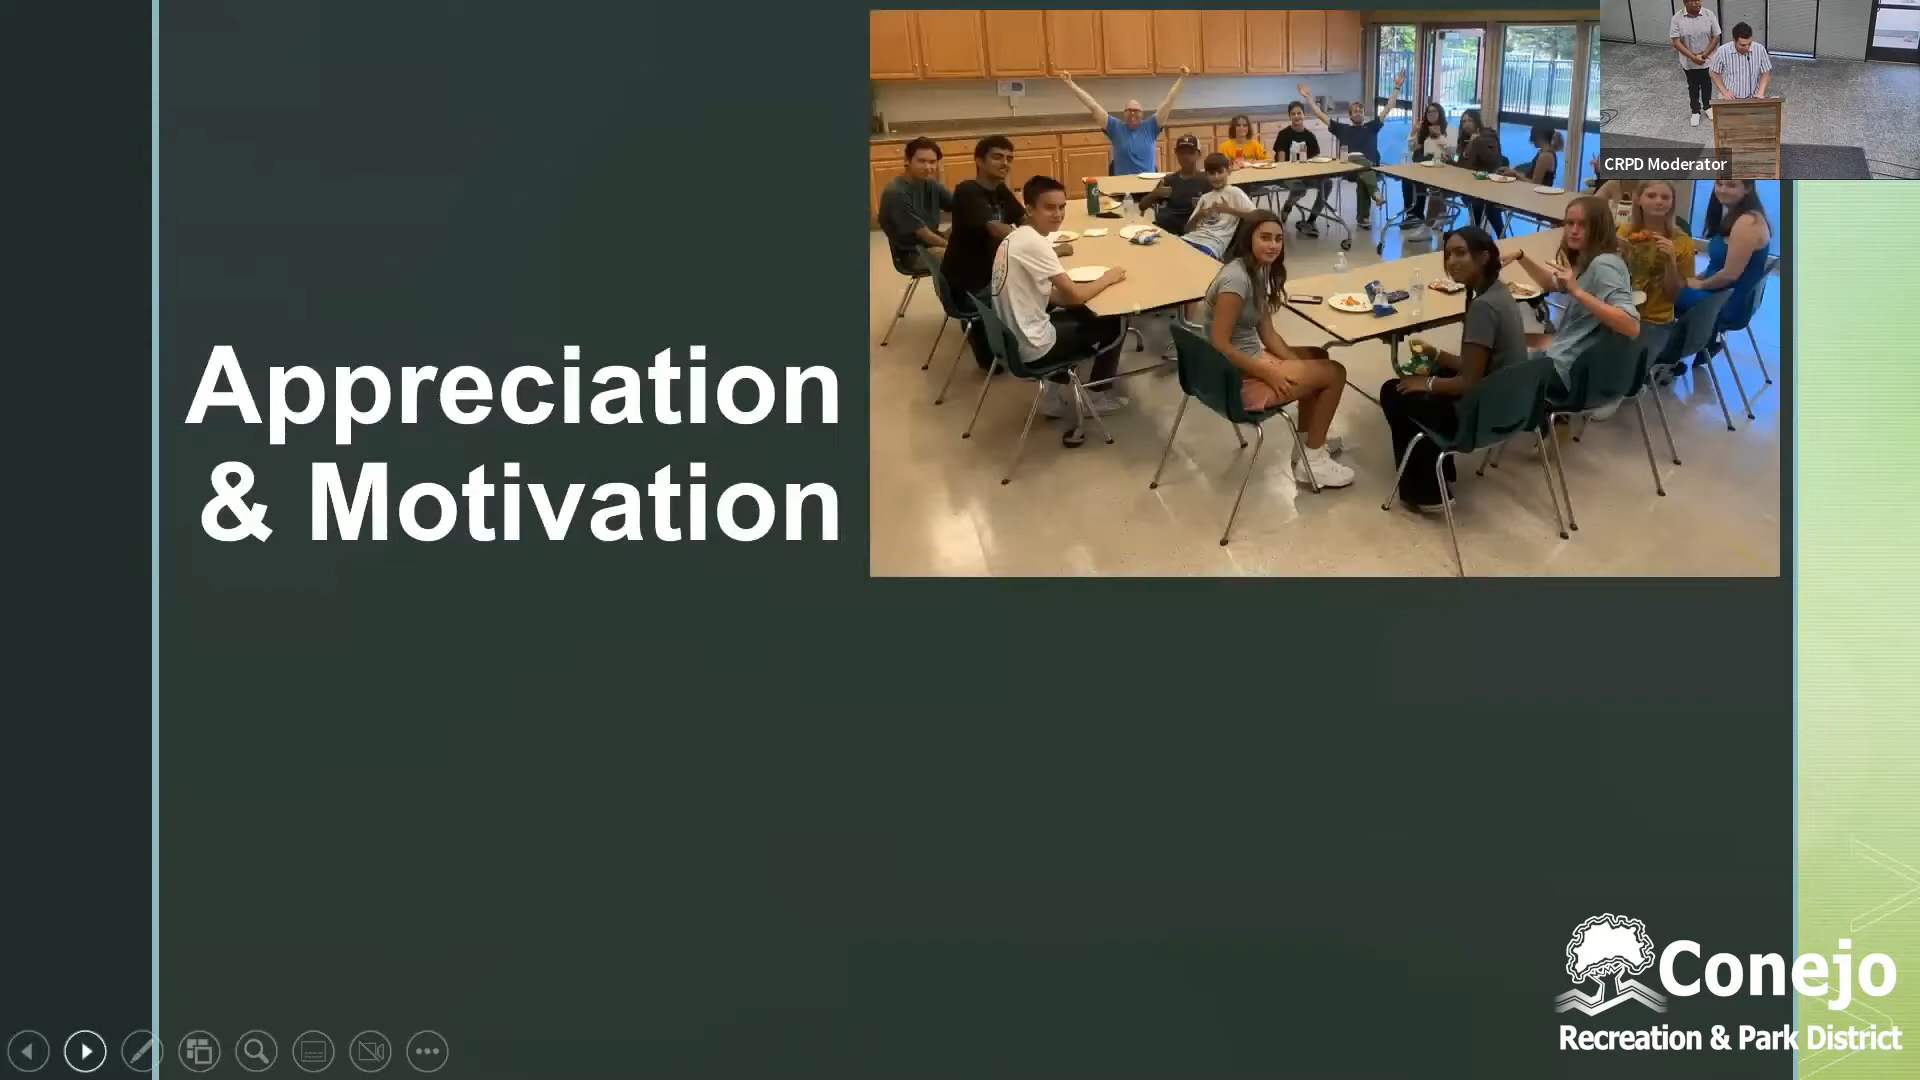 CRPD Moderator
Appreciation
& Motivation
Conejo
Recreation & Park District